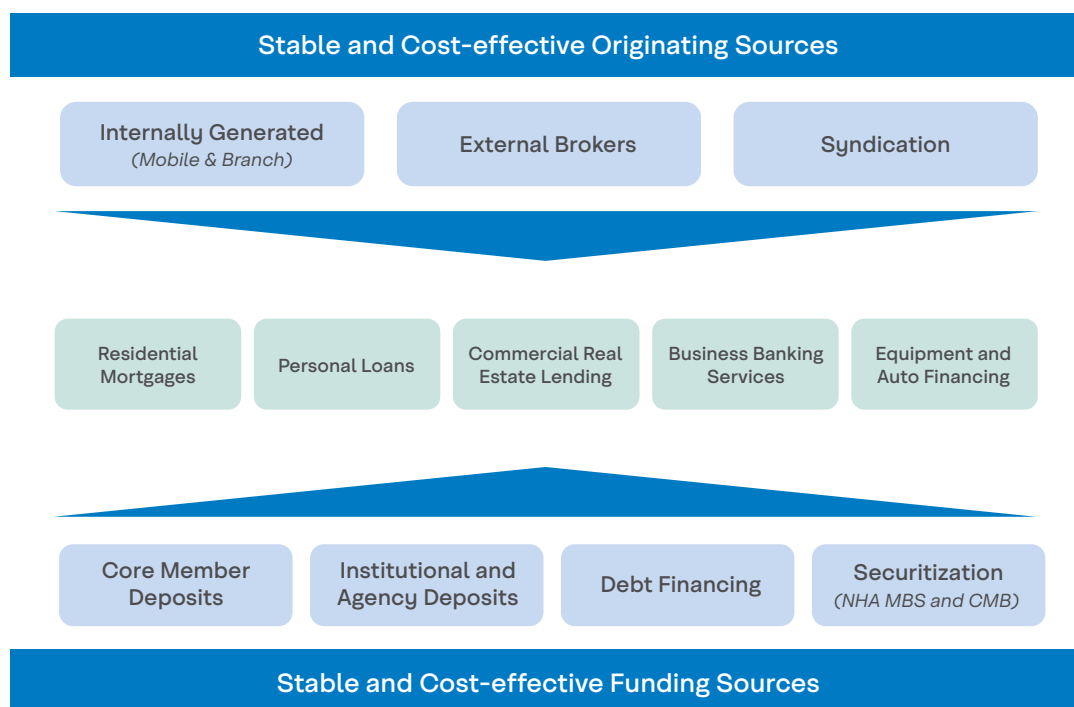 Stable and Cost-effective Originating Sources
Internally Generated
(Mobile & Branch)
External Brokers
Syndication
Residential
Mortgages
Personal Loans
Commercial Real
Estate Lending
Business Banking
Services
Equipment and
Auto Financing
Core Member
Deposits
Institutional and
Agency Deposits
Debt Financing
Securitization
(NHA MBS and CMB)
Stable and Cost-effective Funding Sources